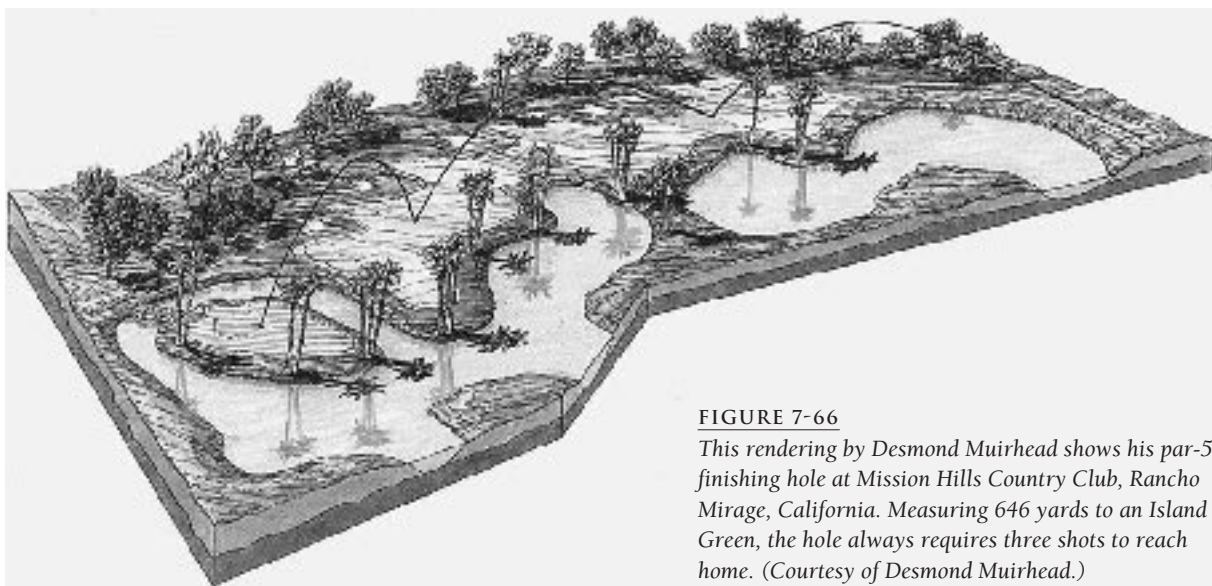 FIGURE 7-66
This rendering by Desmond Muirhead shows his par-5
finishing hole at Mission Hills Country Club, Rancho
Mirage, California. Measuring 646 yards to an Island
Green, the hole always requires three shots to reach
home. (Courtesy of Desmond Muirhead.)